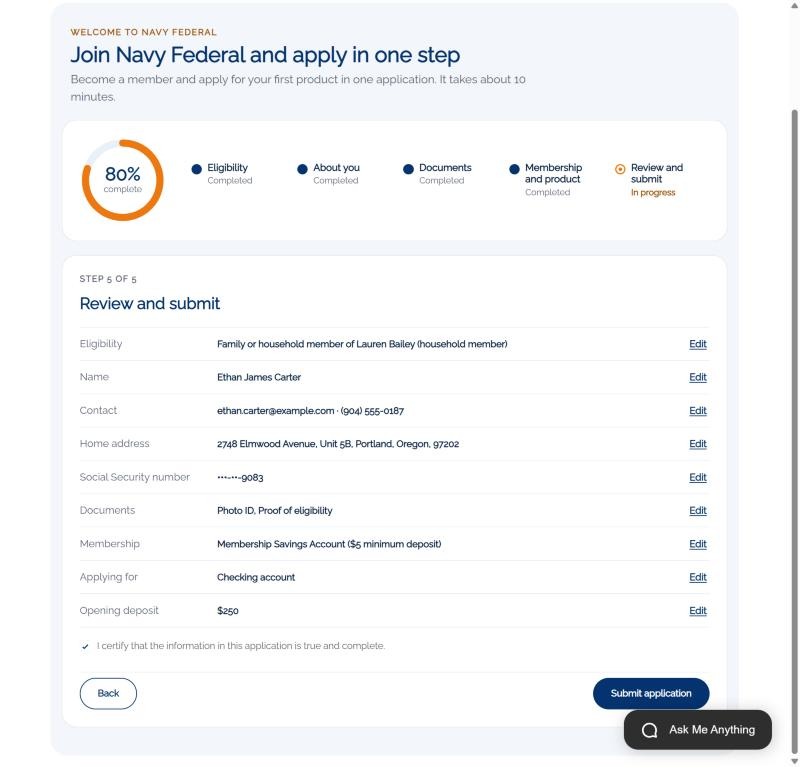 WELCOME TO NAVY FEDERAL
Join Navy Federal and apply in one step
Become a member and apply for your first product in one application. It takes about 10
minutes.
80%
complete
Eligibility
Completed
About you
Completed
Documents
Completed
Membership
and product
Completed
Review and
submit
In progress
STEP 5 OF 5
Review and submit
Eligibility Family or household member of Lauren Bailey (household member) Edit
Name Ethan James Carter Edit
Contact ethan.carter@example.com · (904) 555-0187 Edit
Home address 2748 Elmwood Avenue, Unit 5B, Portland, Oregon, 97202 Edit
Social Security number •••-••-9083 Edit
Documents Photo ID, Proof of eligibility Edit
Membership Membership Savings Account ($5 minimum deposit) Edit
Applying for Checking account Edit
Opening deposit $250 Edit
I certify that the information in this application is true and complete.
Back Submit application
Ask Me Anything